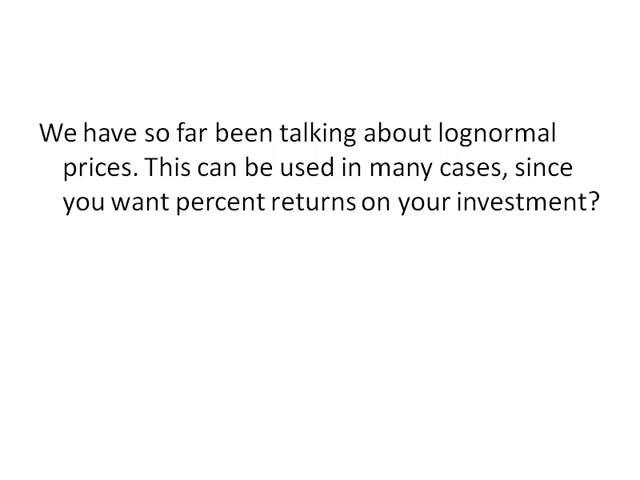 We have so far been talking about lognormal
prices. This can be used in many cases, since
you want percent returns on your investment?